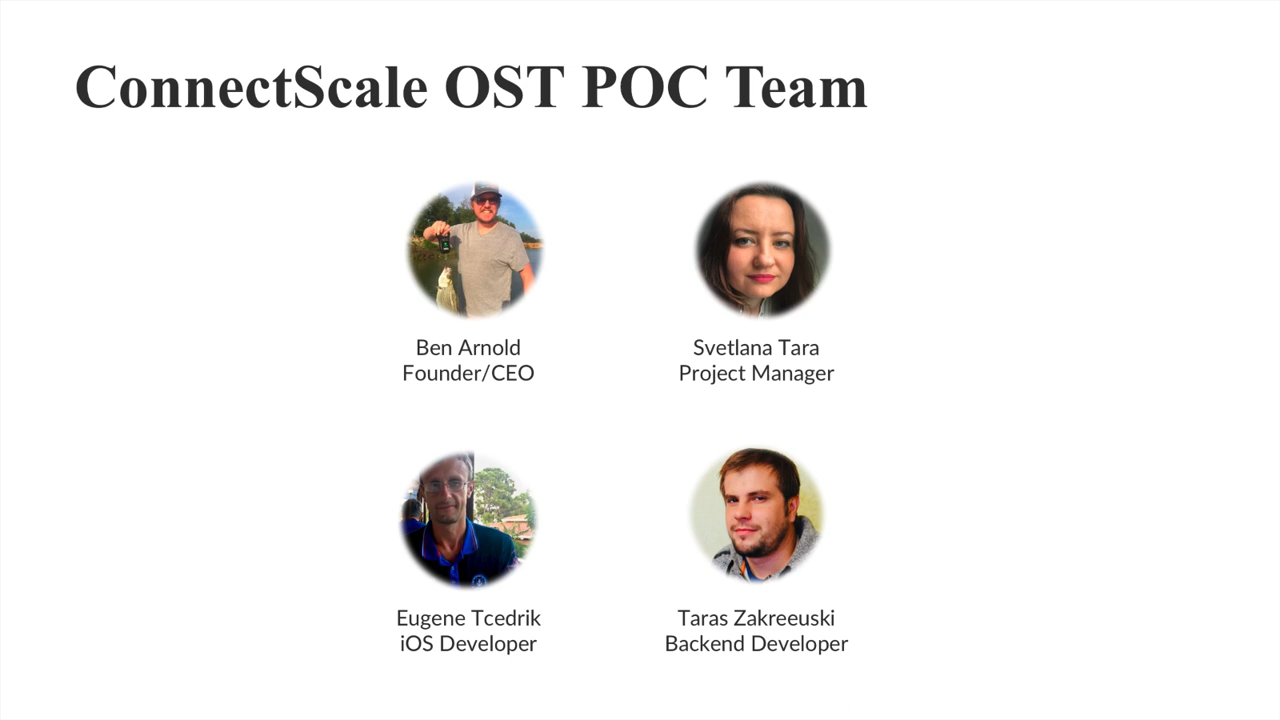 ConnectScale OST POC Team
Ben Arnold
Founder/CEO
Svetlana Tara
Project Manager
Eugene Tcedrik
iOS Developer
Taras Zakreeuski
Backend Developer